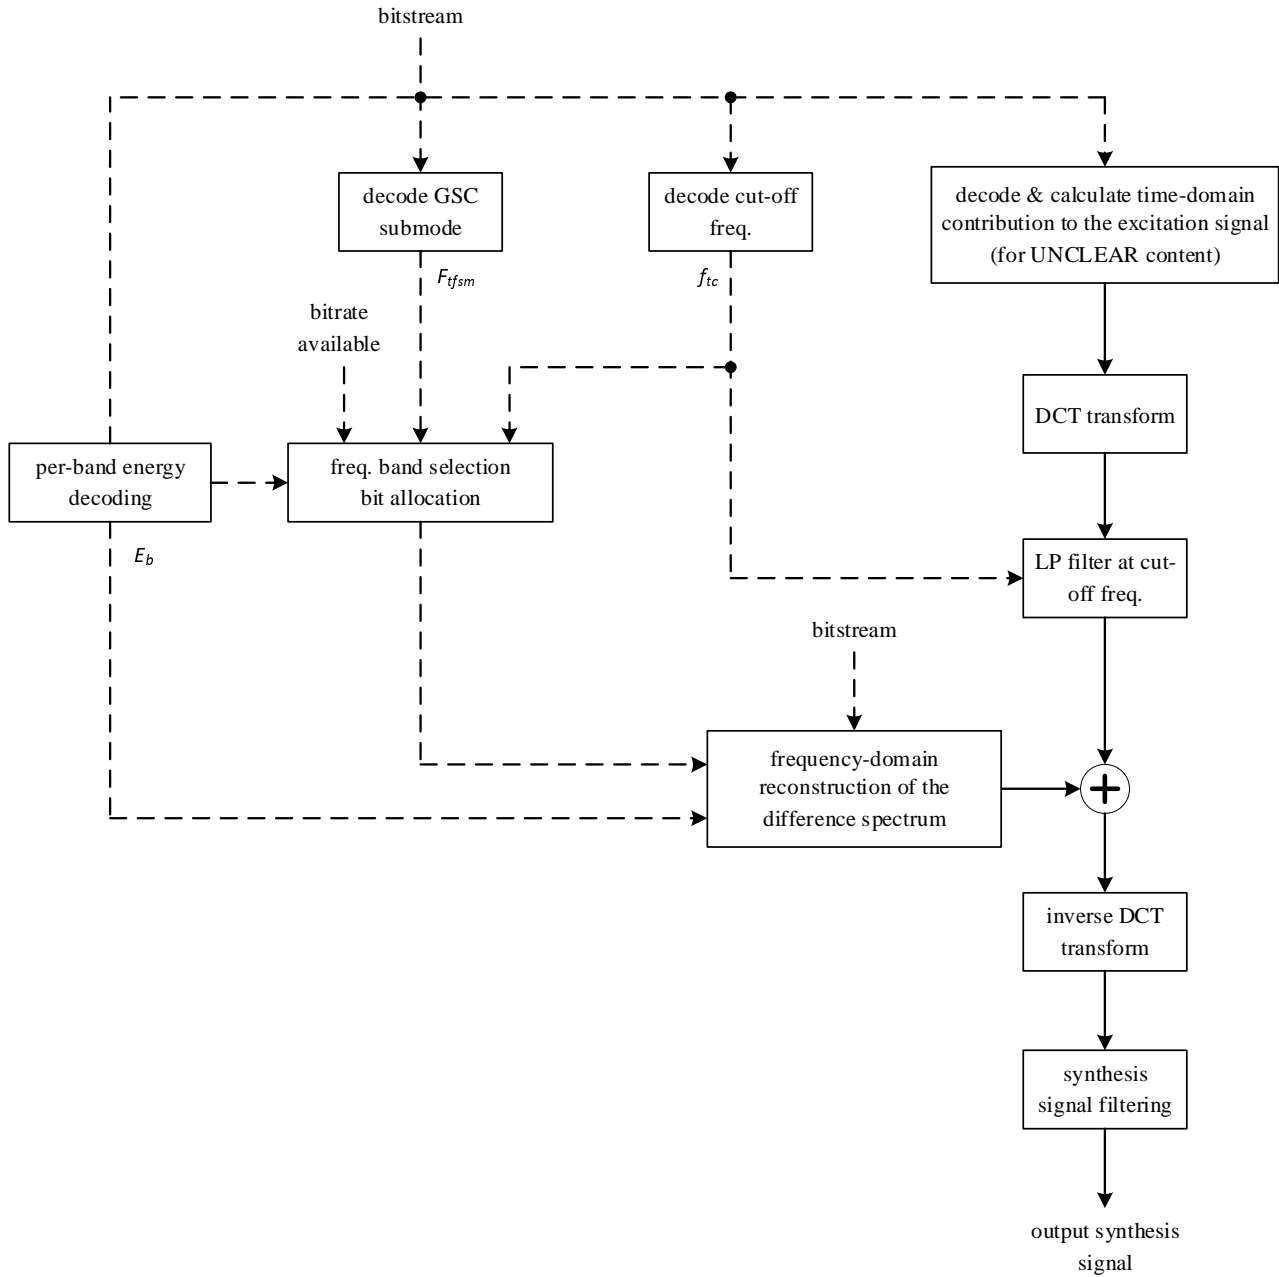 bitstream
decode GSC
submode
decode cut-off
freq.
decode & calculate time-domain
contribution to the excitation signal
(for UNCLEAR content)
F_tfsm
f_tc
bitrate
available
DCT transform
per-band energy
decoding
freq. band selection
bit allocation
E_b
LP filter at cut-
off freq.
bitstream
frequency-domain
reconstruction of the
difference spectrum
+
inverse DCT
transform
synthesis
signal filtering
output synthesis
signal